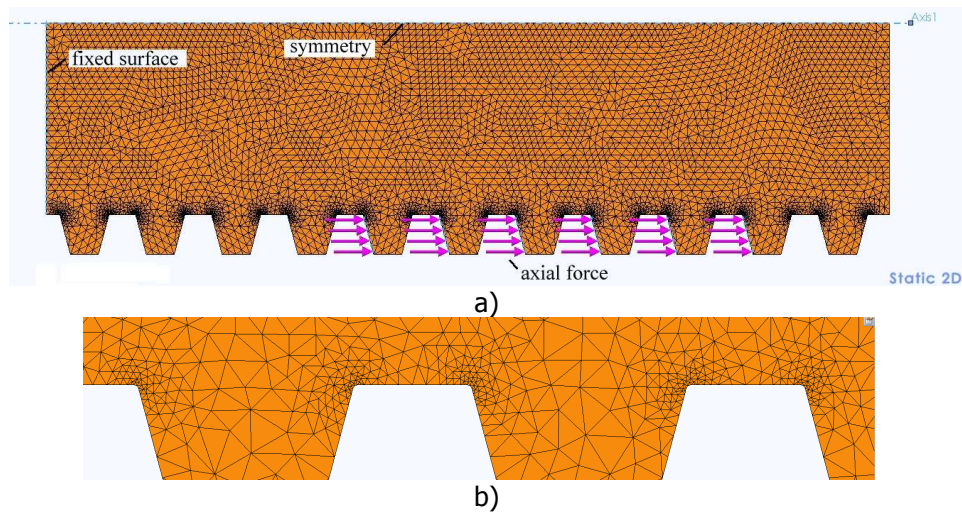 Axis1
symmetry
fixed surface
axial force
Static 2D
a)
b)